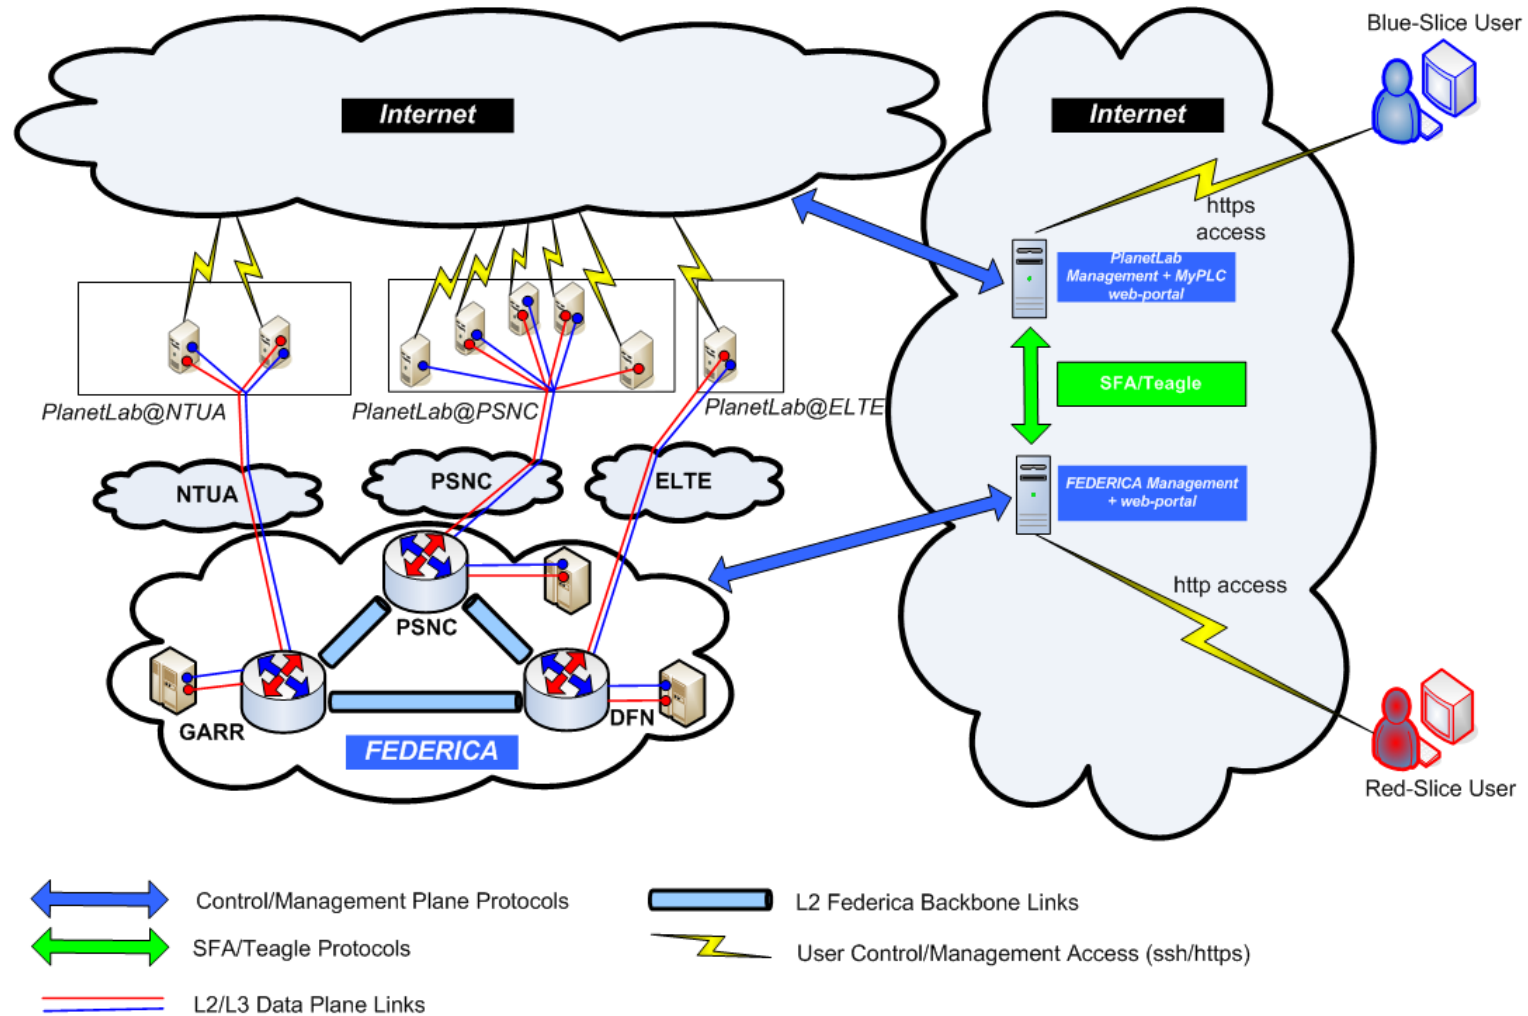 Blue-Slice User
Internet
Internet
https
access
PlanetLab
Management + MyPLC
web-portal
SFA/Teagle
PlanetLab@NTUA
PlanetLab@PSNC
PlanetLab@ELTE
NTUA
PSNC
ELTE
FEDERICA Management
+ web-portal
http access
PSNC
GARR
DFN
FEDERICA
Red-Slice User
Control/Management Plane Protocols
L2 Federica Backbone Links
SFA/Teagle Protocols
User Control/Management Access (ssh/https)
L2/L3 Data Plane Links